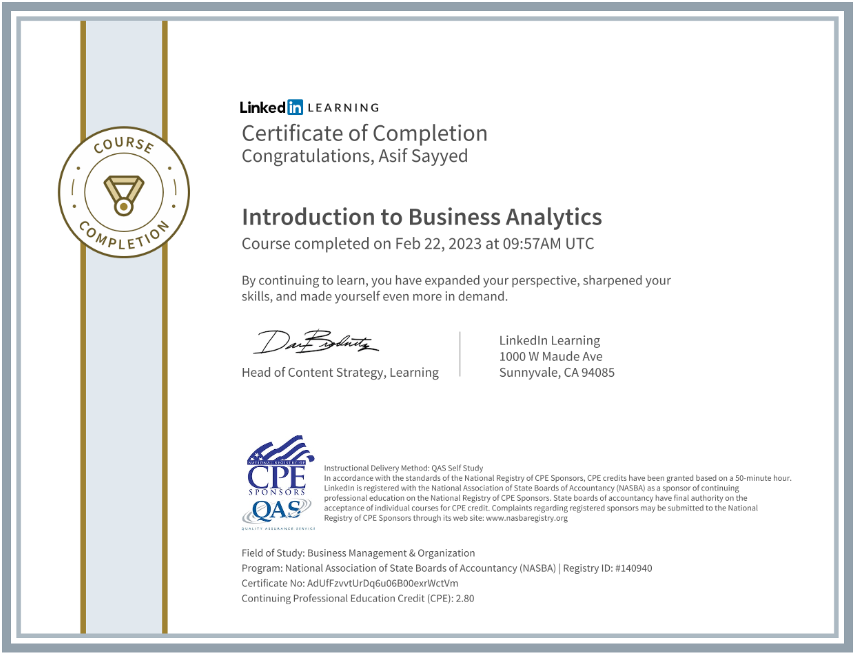 COURSE
COMPLETION
Linkedin LEARNING
Certificate of Completion
Congratulations, Asif Sayyed
Introduction to Business Analytics
Course completed on Feb 22, 2023 at 09:57AM UTC
By continuing to learn, you have expanded your perspective, sharpened your
skills, and made yourself even more in demand.
Head of Content Strategy, Learning
LinkedIn Learning
1000 W Maude Ave
Sunnyvale, CA 94085
NATIONAL REGISTRY OF
CPE
SPONSORS
QAS
QUALITY ASSURANCE SERVICE
Instructional Delivery Method: QAS Self Study
In accordance with the standards of the National Registry of CPE Sponsors, CPE credits have been granted based on a 50-minute hour.
LinkedIn is registered with the National Association of State Boards of Accountancy (NASBA) as a sponsor of continuing
professional education on the National Registry of CPE Sponsors. State boards of accountancy have final authority on the
acceptance of individual courses for CPE credit. Complaints regarding registered sponsors may be submitted to the National
Registry of CPE Sponsors through its web site: www.nasbaregistry.org
Field of Study: Business Management & Organization
Program: National Association of State Boards of Accountancy (NASBA) | Registry ID: #140940
Certificate No: AdUfFzvvtUrDq6u06B00exrWctVm
Continuing Professional Education Credit (CPE): 2.80